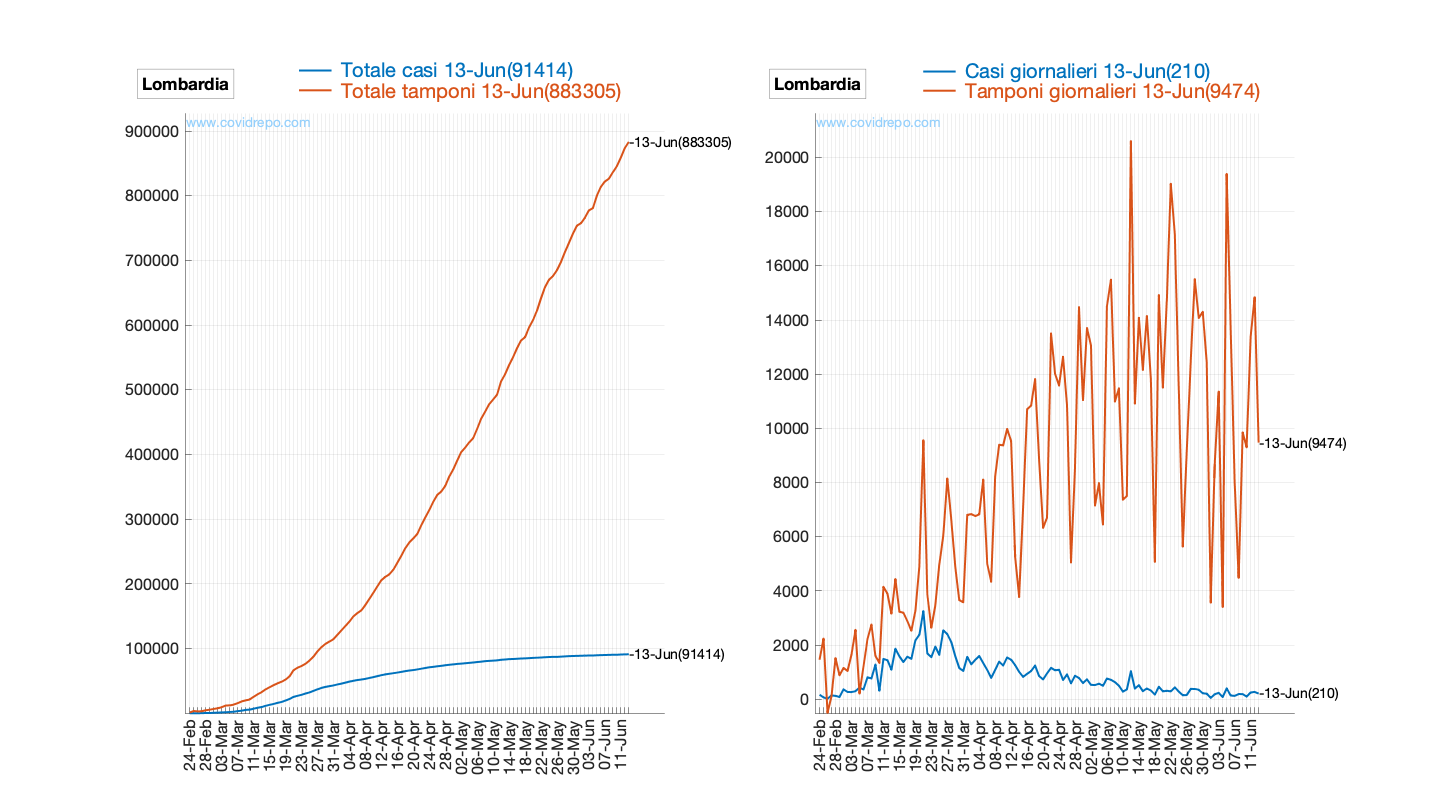 Lombardia
Totale casi 13-Jun(91414)
Totale tamponi 13-Jun(883305)
www.covidrepo.com
900000
800000
700000
600000
500000
400000
300000
200000
100000
-13-Jun(883305)
-13-Jun(91414)
24-Feb
28-Feb
03-Mar
07-Mar
11-Mar
15-Mar
19-Mar
23-Mar
27-Mar
31-Mar
04-Apr
08-Apr
12-Apr
16-Apr
20-Apr
24-Apr
28-Apr
02-May
06-May
10-May
14-May
18-May
22-May
26-May
30-May
03-Jun
07-Jun
11-Jun
Lombardia
Casi giornalieri 13-Jun(210)
Tamponi giornalieri 13-Jun(9474)
www.covidrepo.com
20000
18000
16000
14000
12000
10000
8000
6000
4000
2000
0
-13-Jun(9474)
-13-Jun(210)
24-Feb
28-Feb
03-Mar
07-Mar
11-Mar
15-Mar
19-Mar
23-Mar
27-Mar
31-Mar
04-Apr
08-Apr
12-Apr
16-Apr
20-Apr
24-Apr
28-Apr
02-May
06-May
10-May
14-May
18-May
22-May
26-May
30-May
03-Jun
07-Jun
11-Jun